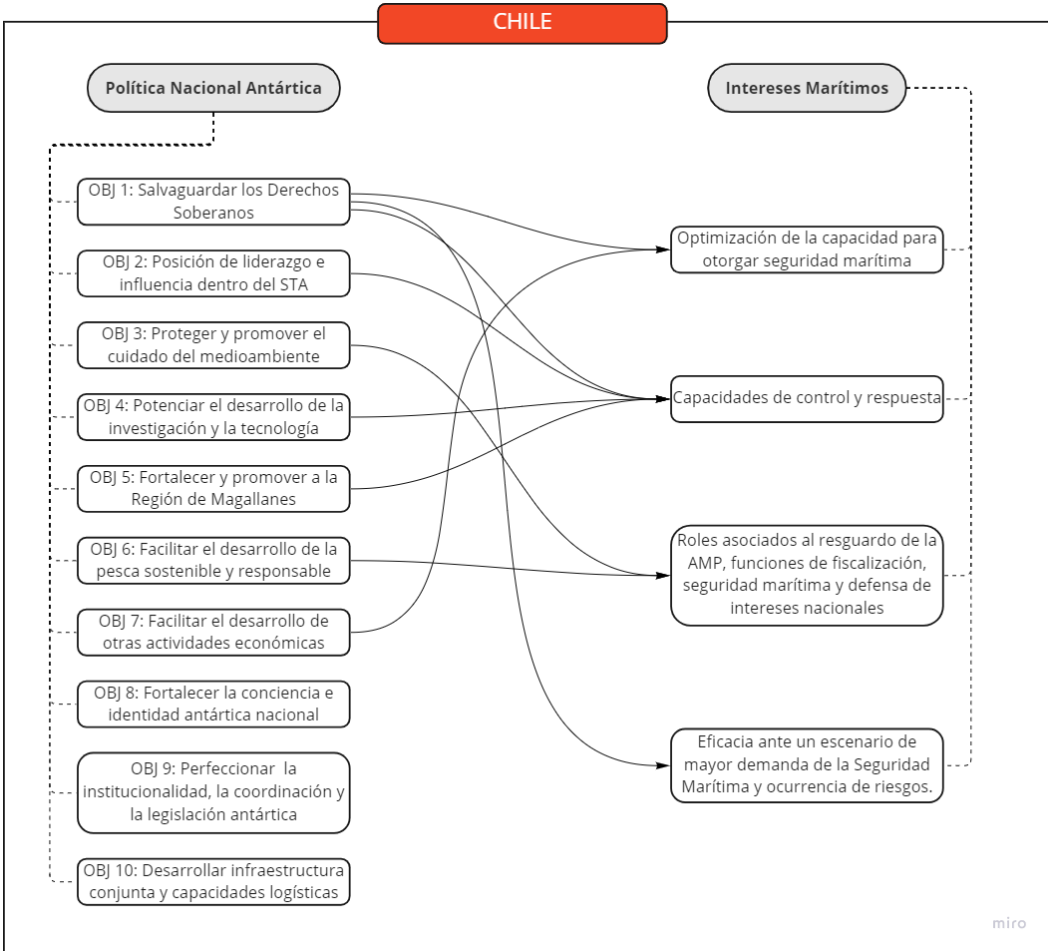 CHILE
Política Nacional Antártica
OBJ 1: Salvaguardar los Derechos
Soberanos
OBJ 2: Posición de liderazgo e
influencia dentro del STA
OBJ 3: Proteger y promover el
cuidado del medioambiente
OBJ 4: Potenciar el desarrollo de la
investigación y la tecnología
OBJ 5: Fortalecer y promover a la
Región de Magallanes
OBJ 6: Facilitar el desarrollo de la
pesca sostenible y responsable
OBJ 7: Facilitar el desarrollo de
otras actividades económicas
OBJ 8: Fortalecer la conciencia e
identidad antártica nacional
OBJ 9: Perfeccionar la
institucionalidad, la coordinación y
la legislación antártica
OBJ 10: Desarrollar infraestructura
conjunta y capacidades logísticas
Intereses Marítimos
Optimización de la capacidad para
otorgar seguridad marítima
Capacidades de control y respuesta
Roles asociados al resguardo de la
AMP, funciones de fiscalización,
seguridad marítima y defensa de
intereses nacionales
Eficacia ante un escenario de
mayor demanda de la Seguridad
Marítima y ocurrencia de riesgos.
miro